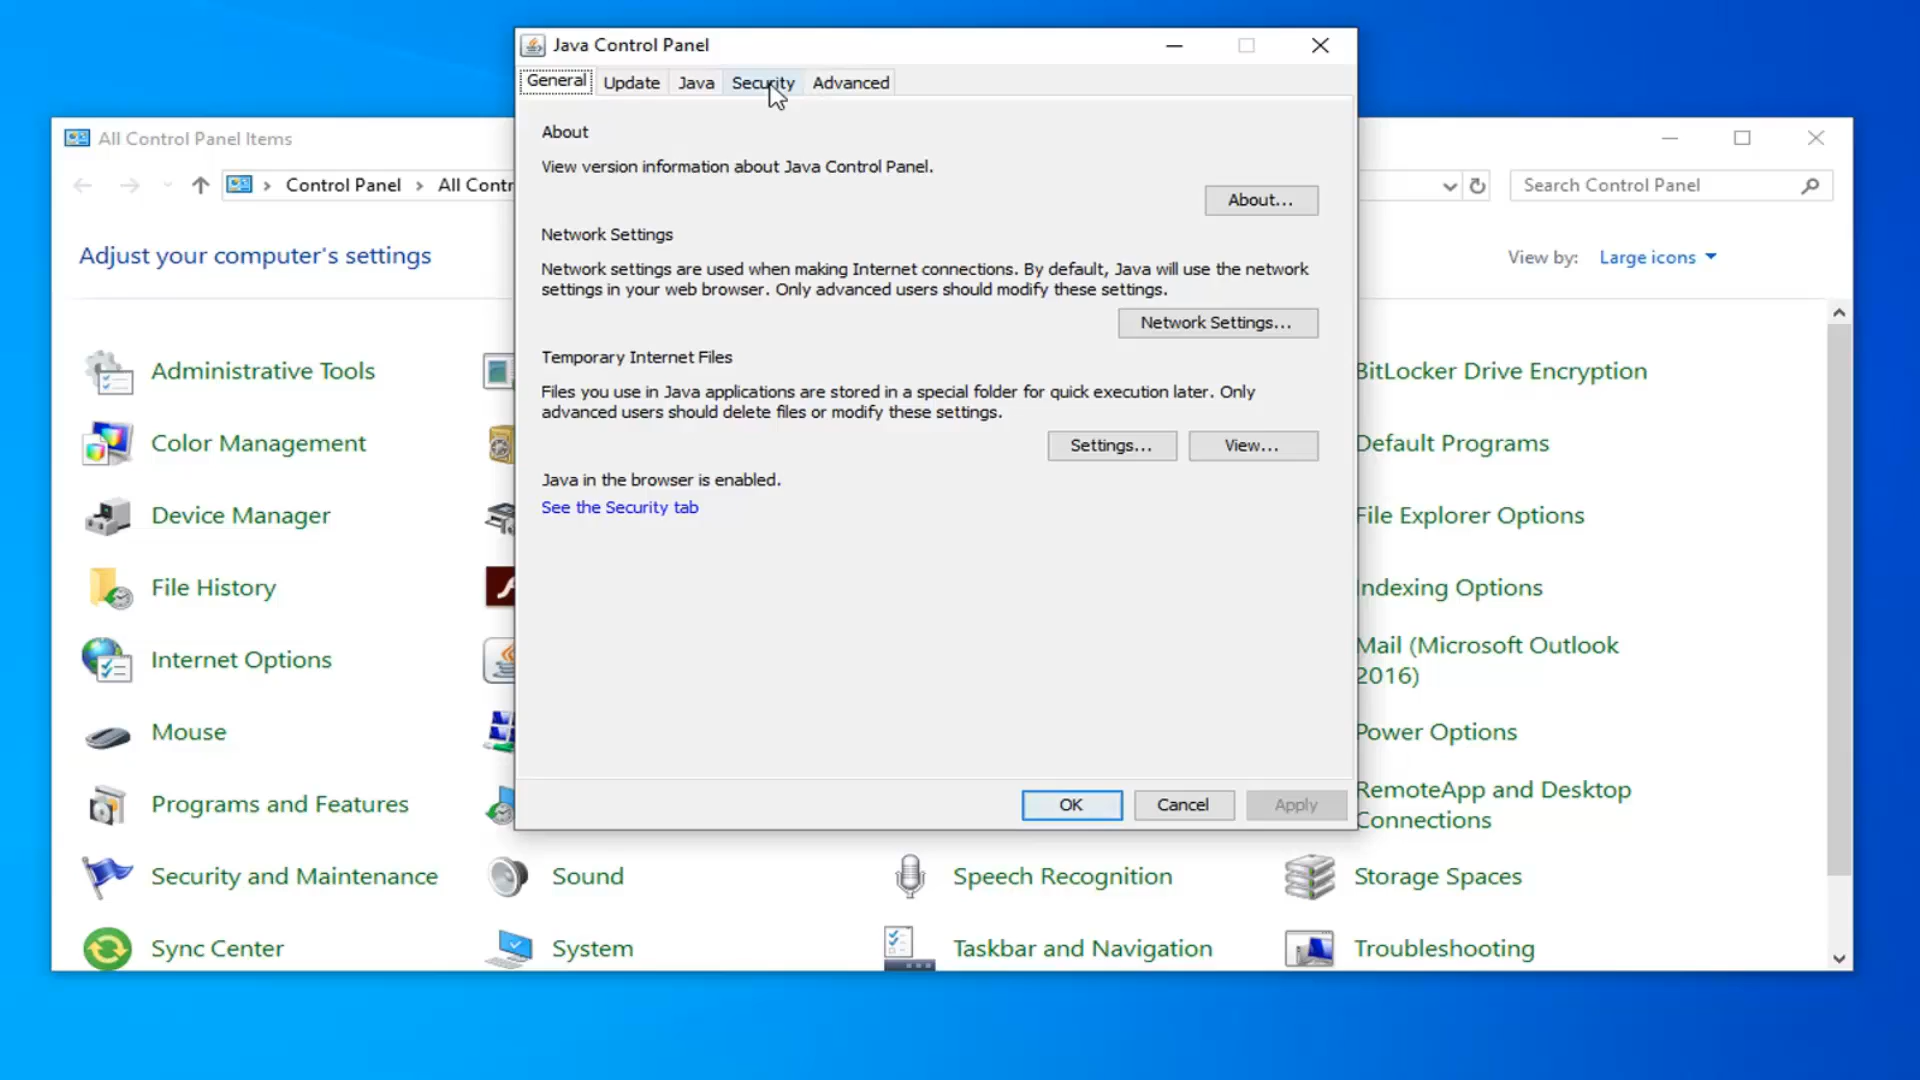 Java Control Panel
General
Update
Java
Security
Advanced
About
View version information about Java Control Panel.
About...
Network Settings
Network settings are used when making Internet connections. By default, Java will use the network
settings in your web browser. Only advanced users should modify these settings.
Network Settings...
Temporary Internet Files
Files you use in Java applications are stored in a special folder for quick execution later. Only
advanced users should delete files or modify these settings.
Settings...
View...
Java in the browser is enabled.
See the Security tab
OK
Cancel
Apply
All Control Panel Items
Control Panel
All Contr
Search Control Panel
Adjust your computer's settings
View by:
Large icons
Administrative Tools
BitLocker Drive Encryption
Color Management
Default Programs
Device Manager
File Explorer Options
File History
Indexing Options
Internet Options
Mail (Microsoft Outlook
2016)
Mouse
Power Options
Programs and Features
RemoteApp and Desktop
Connections
Security and Maintenance
Sound
Speech Recognition
Storage Spaces
Sync Center
System
Taskbar and Navigation
Troubleshooting